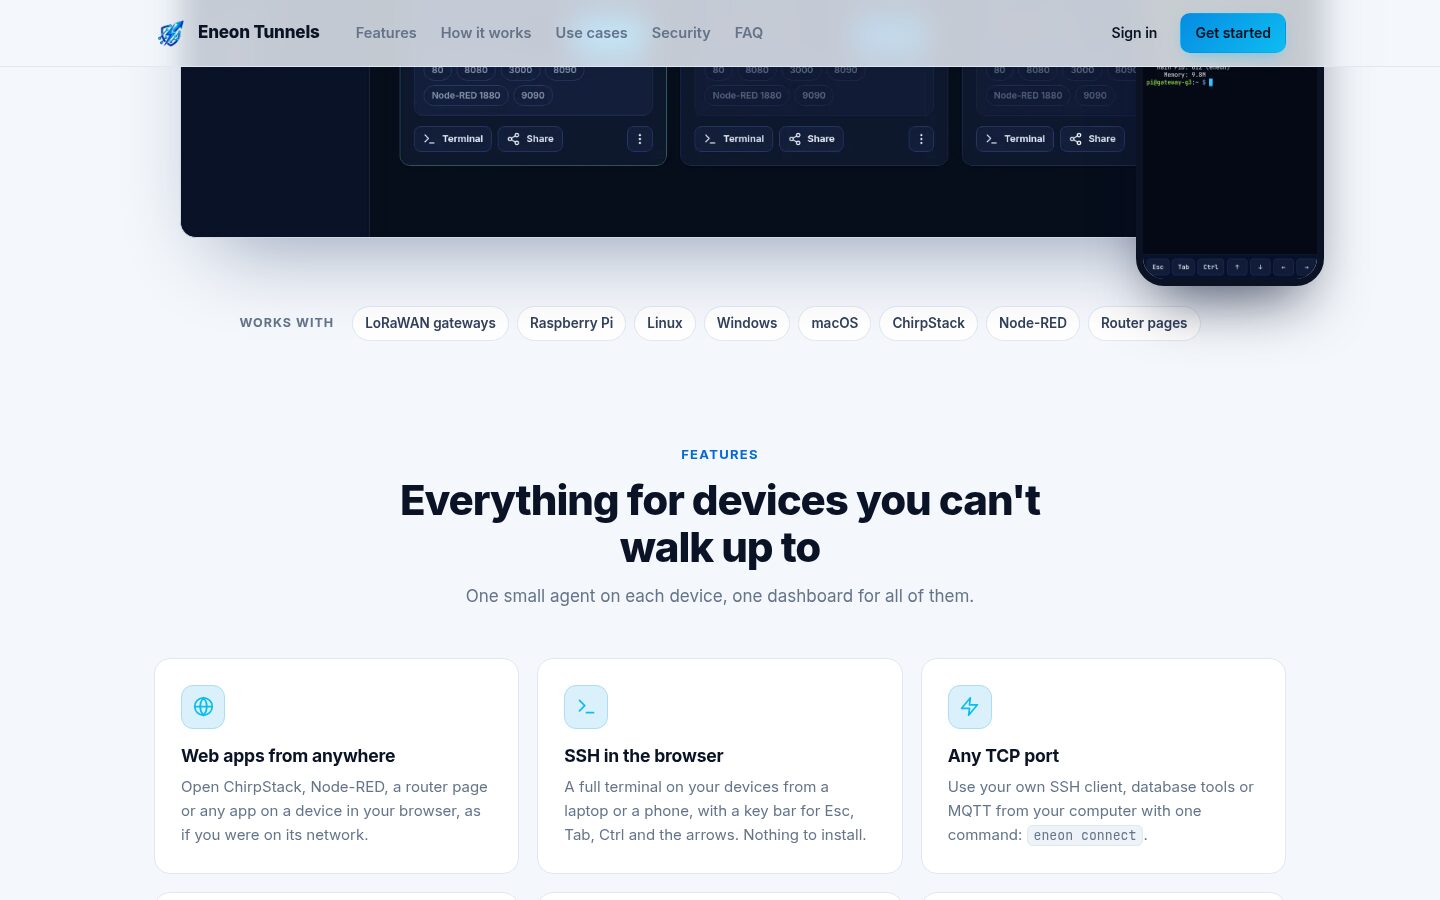 Eneon Tunnels
Features
How it works
Use cases
Security
FAQ
Sign in
Get started
80 8080 3000 8090
Node-RED 1880 9090
Terminal Share
80 8080 3000 8090
Node-RED 1880 9090
Terminal Share
80 8080 3000 8090
Node-RED 1880 9090
Terminal Share
Memory: 9.8M
pi@gateway-g3:~ $
Esc Tab Ctrl ↑ ↓ ← →
WORKS WITH LoRaWAN gateways Raspberry Pi Linux Windows macOS ChirpStack Node-RED Router pages
FEATURES
Everything for devices you can't
walk up to
One small agent on each device, one dashboard for all of them.
Web apps from anywhere
Open ChirpStack, Node-RED, a router page
or any app on a device in your browser, as
if you were on its network.
SSH in the browser
A full terminal on your devices from a
laptop or a phone, with a key bar for Esc,
Tab, Ctrl and the arrows. Nothing to install.
Any TCP port
Use your own SSH client, database tools or
MQTT from your computer with one
command: eneon connect.